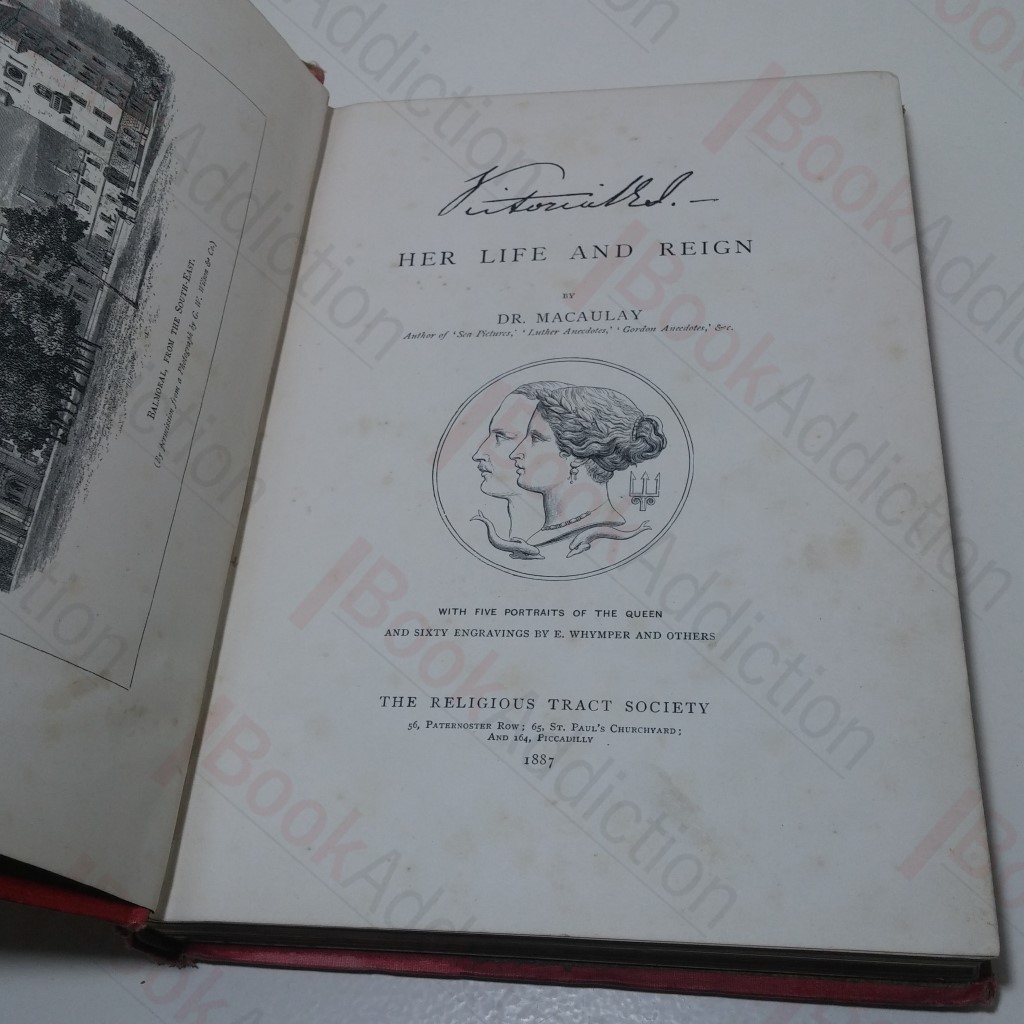 BALMORAL, FROM THE SOUTH-EAST.
(By permission from a Photograph by G. W. Wilson & Co.)
Victoria R.I.
HER LIFE AND REIGN
BY
DR. MACAULAY
Author of 'Sea Pictures,' 'Luther Anecdotes,' 'Gordon Anecdotes,' &c.
WITH FIVE PORTRAITS OF THE QUEEN
AND SIXTY ENGRAVINGS BY E. WHYMPER AND OTHERS
THE RELIGIOUS TRACT SOCIETY
56, PATERNOSTER ROW; 65, ST. PAUL'S CHURCHYARD;
AND 164, PICCADILLY
1887
BookAddiction